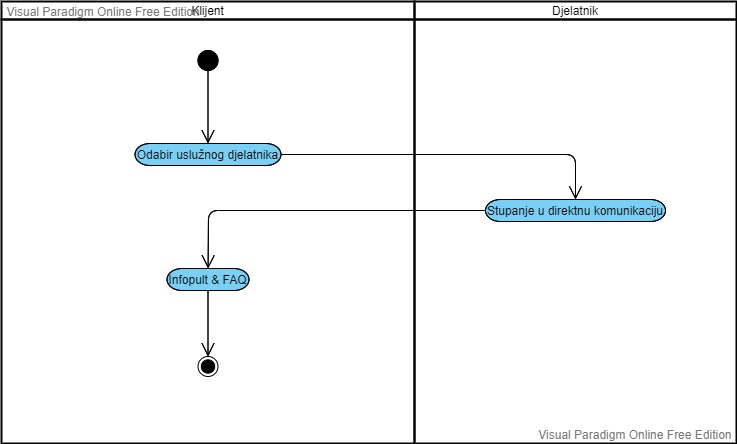 Visual Paradigm Online Free Edition
Klijent
Djelatnik
Odabir uslužnog djelatnika
Stupanje u direktnu komunikaciju
Infopult & FAQ
Visual Paradigm Online Free Edition